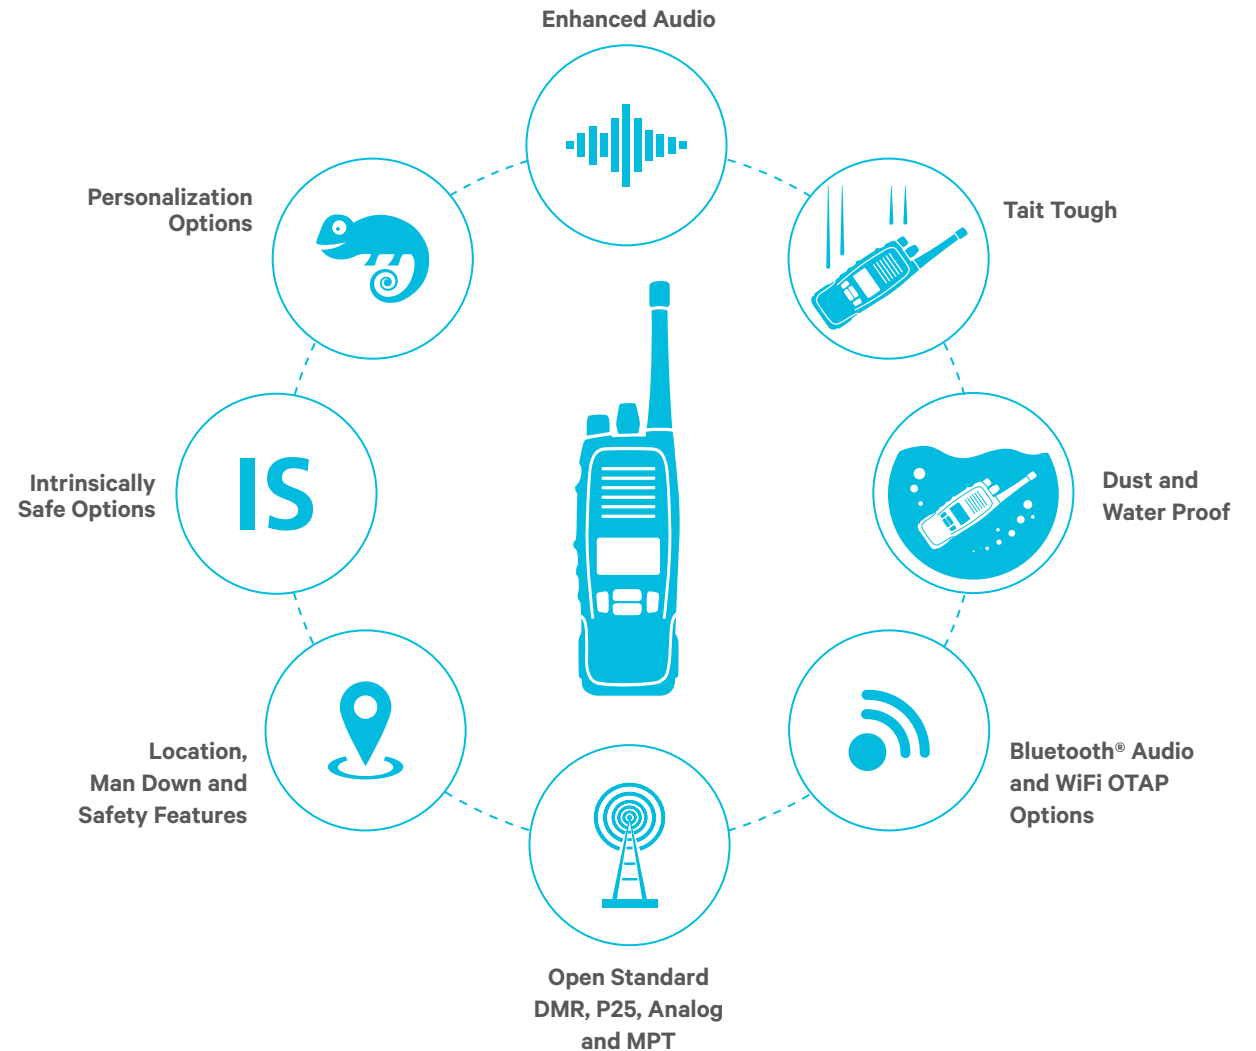 Enhanced Audio
Tait Tough
Dust and
Water Proof
Bluetooth® Audio
and WiFi OTAP
Options
Open Standard
DMR, P25, Analog
and MPT
Location,
Man Down and
Safety Features
Intrinsically
Safe Options
IS
Personalization
Options